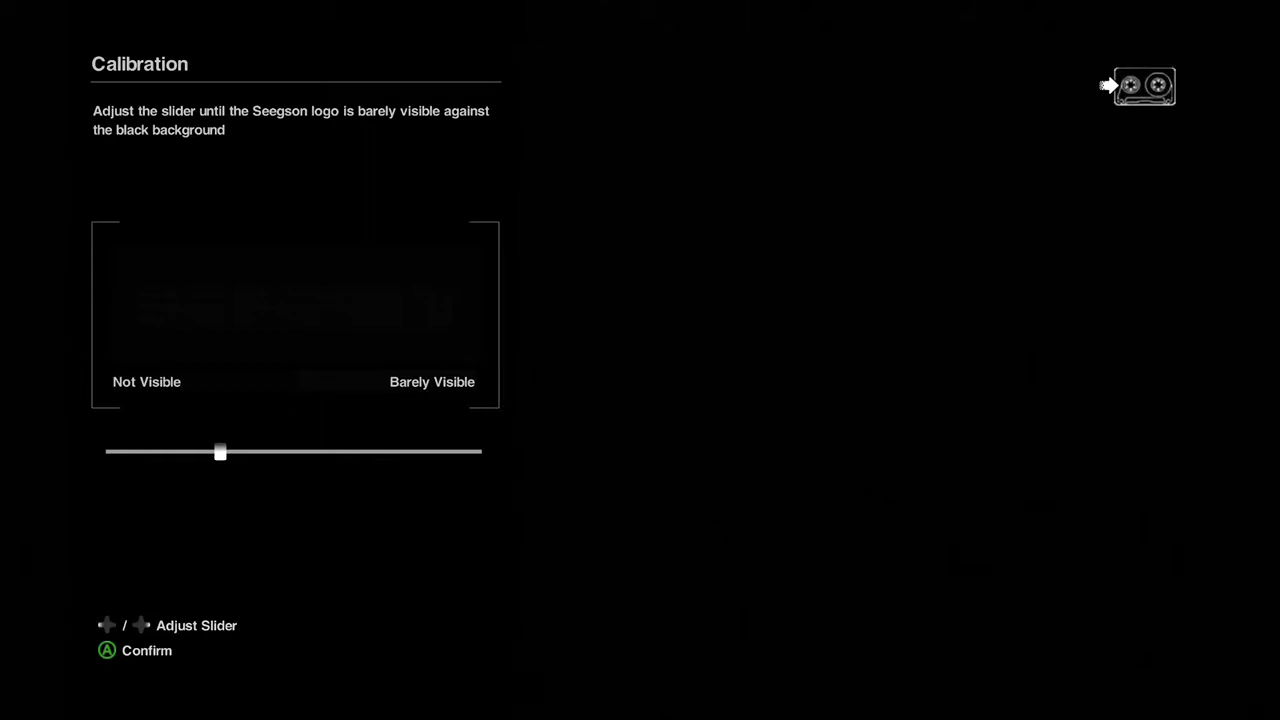 Calibration
Adjust the slider until the Seegson logo is barely visible against
the black background
Not Visible
Barely Visible
/
Adjust Slider
A Confirm